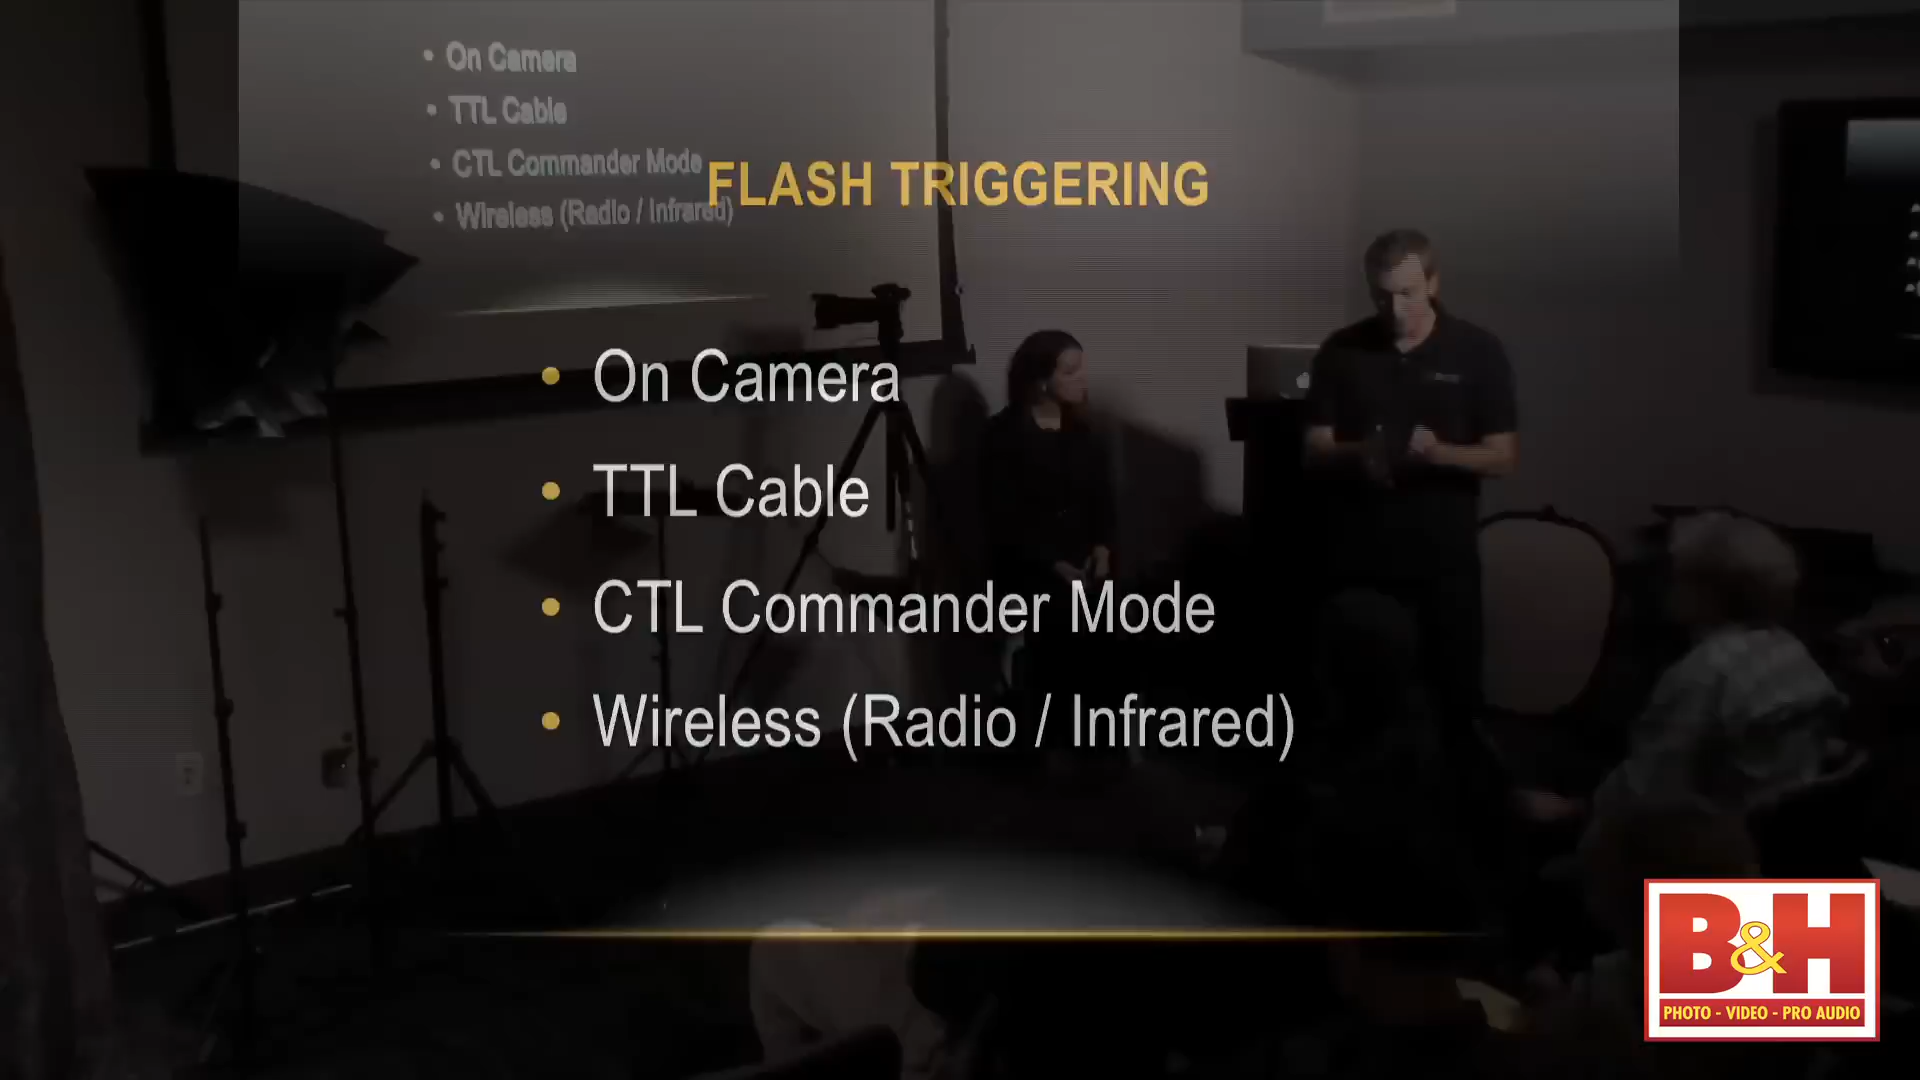 • On Camera
• TTL Cable
• CTL Commander Mode
• Wireless (Radio / Infrared)
FLASH TRIGGERING
• On Camera
• TTL Cable
• CTL Commander Mode
• Wireless (Radio / Infrared)
B&H
PHOTO - VIDEO - PRO AUDIO